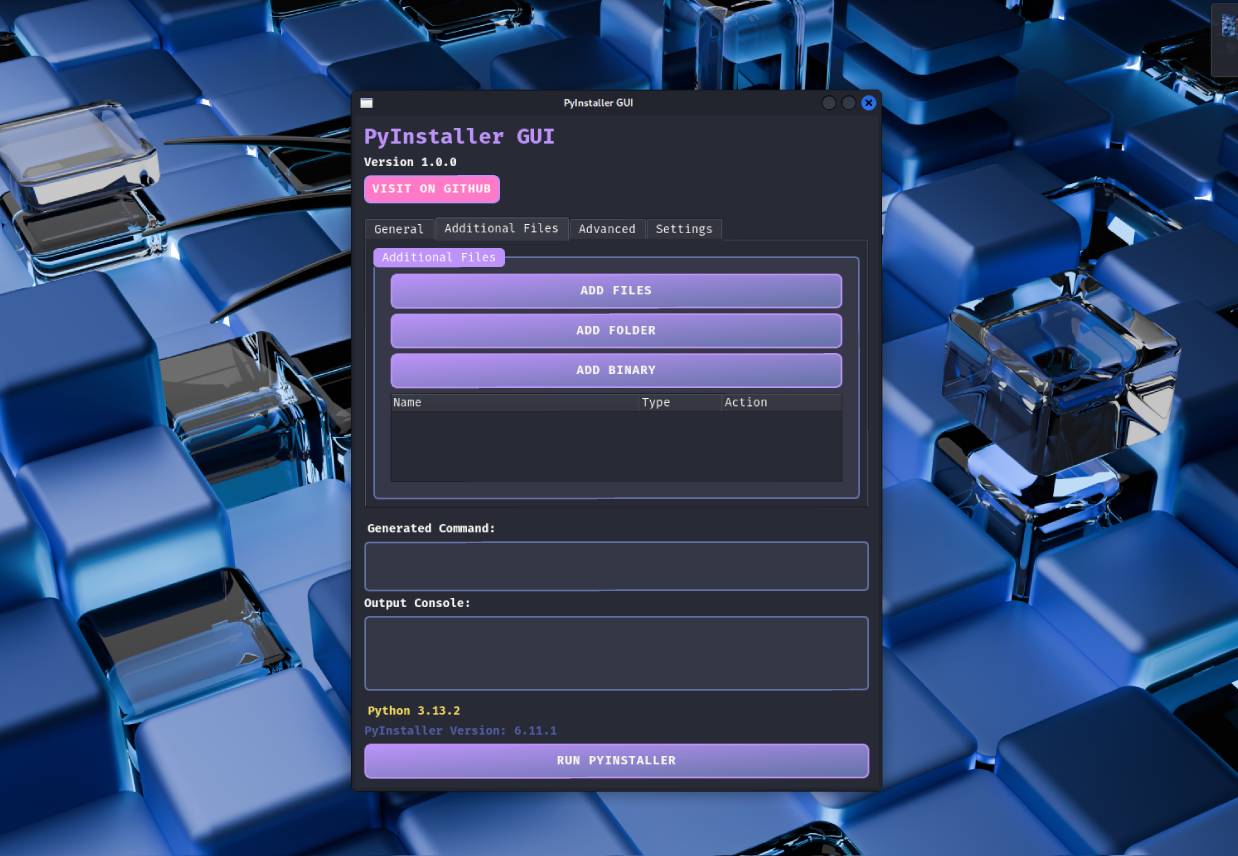 PyInstaller GUI
PyInstaller GUI
Version 1.0.0
VISIT ON GITHUB
General Additional Files Advanced Settings
Additional Files
ADD FILES
ADD FOLDER
ADD BINARY
Name Type Action
Generated Command:
Output Console:
Python 3.13.2
PyInstaller Version: 6.11.1
RUN PYINSTALLER